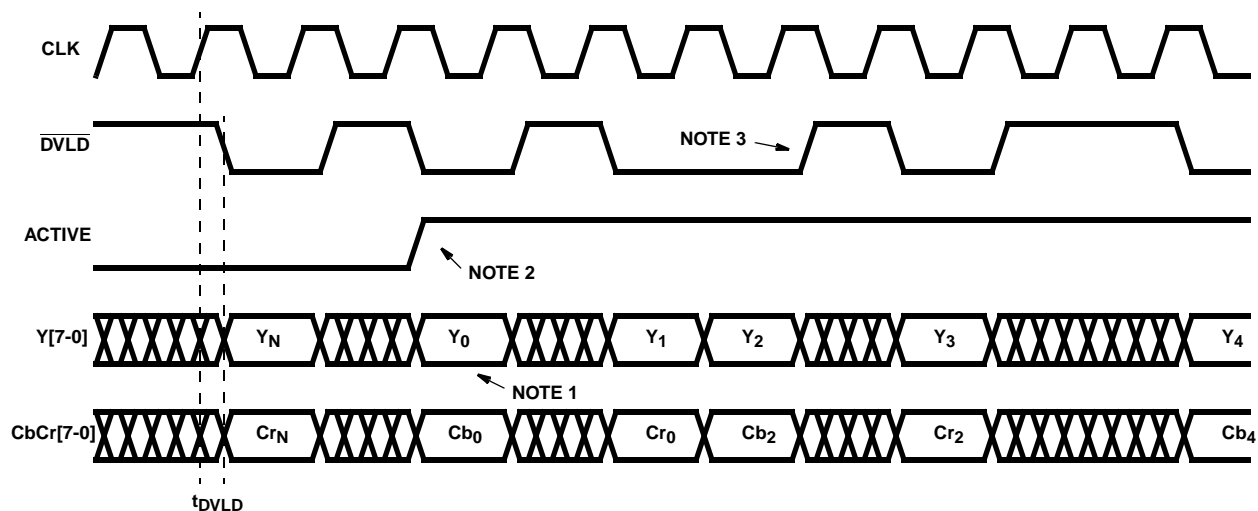 CLK
DVLD
NOTE 3
ACTIVE
NOTE 2
Y[7-0] YN Y0 Y1 Y2 Y3 Y4
NOTE 1
CbCr[7-0] CrN Cb0 Cr0 Cb2 Cr2 Cb4
tDVLD